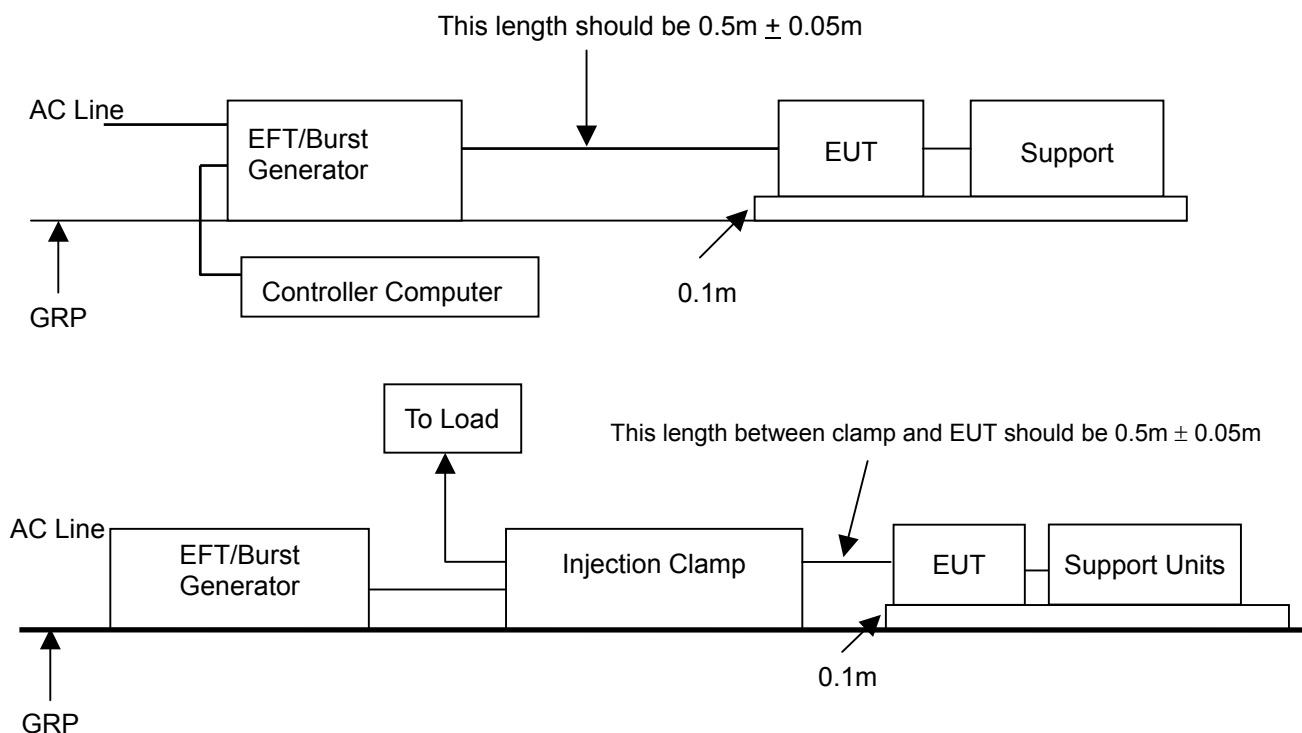 This length should be 0.5m ± 0.05m
AC Line
EFT/Burst
Generator
EUT
Support
Controller Computer
0.1m
GRP
To Load
This length between clamp and EUT should be 0.5m ± 0.05m
AC Line
EFT/Burst
Generator
Injection Clamp
EUT
Support Units
0.1m
GRP